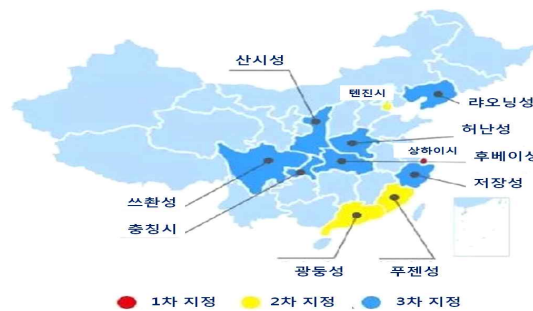 산시성
텐진시
랴오닝성
허난성
상하이시
후베이성
저장성
쓰촨성
충칭시
광둥성
푸젠성
1차 지정
2차 지정
3차 지정